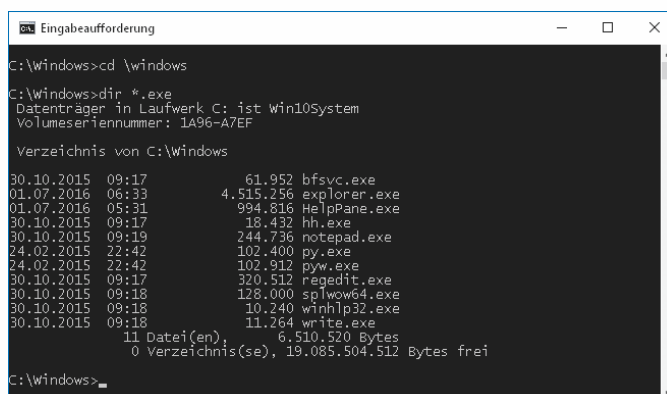 Eingabeaufforderung
C:\Windows>cd \windows
C:\Windows>dir *.exe
Datenträger in Laufwerk C: ist Win10System
Volumeseriennummer: 1A96-A7EF
Verzeichnis von C:\Windows
30.10.2015 09:17 61.952 bfsvc.exe
01.07.2016 06:33 4.515.256 explorer.exe
01.07.2016 05:31 994.816 HelpPane.exe
30.10.2015 09:17 18.432 hh.exe
30.10.2015 09:19 244.736 notepad.exe
24.02.2015 22:42 102.400 py.exe
24.02.2015 22:42 102.912 pyw.exe
30.10.2015 09:17 320.512 regedit.exe
30.10.2015 09:18 128.000 splwow64.exe
30.10.2015 09:18 10.240 winhlp32.exe
30.10.2015 09:18 11.264 write.exe
11 Datei(en), 6.510.520 Bytes
0 Verzeichnis(se), 19.085.504.512 Bytes frei
C:\Windows>_